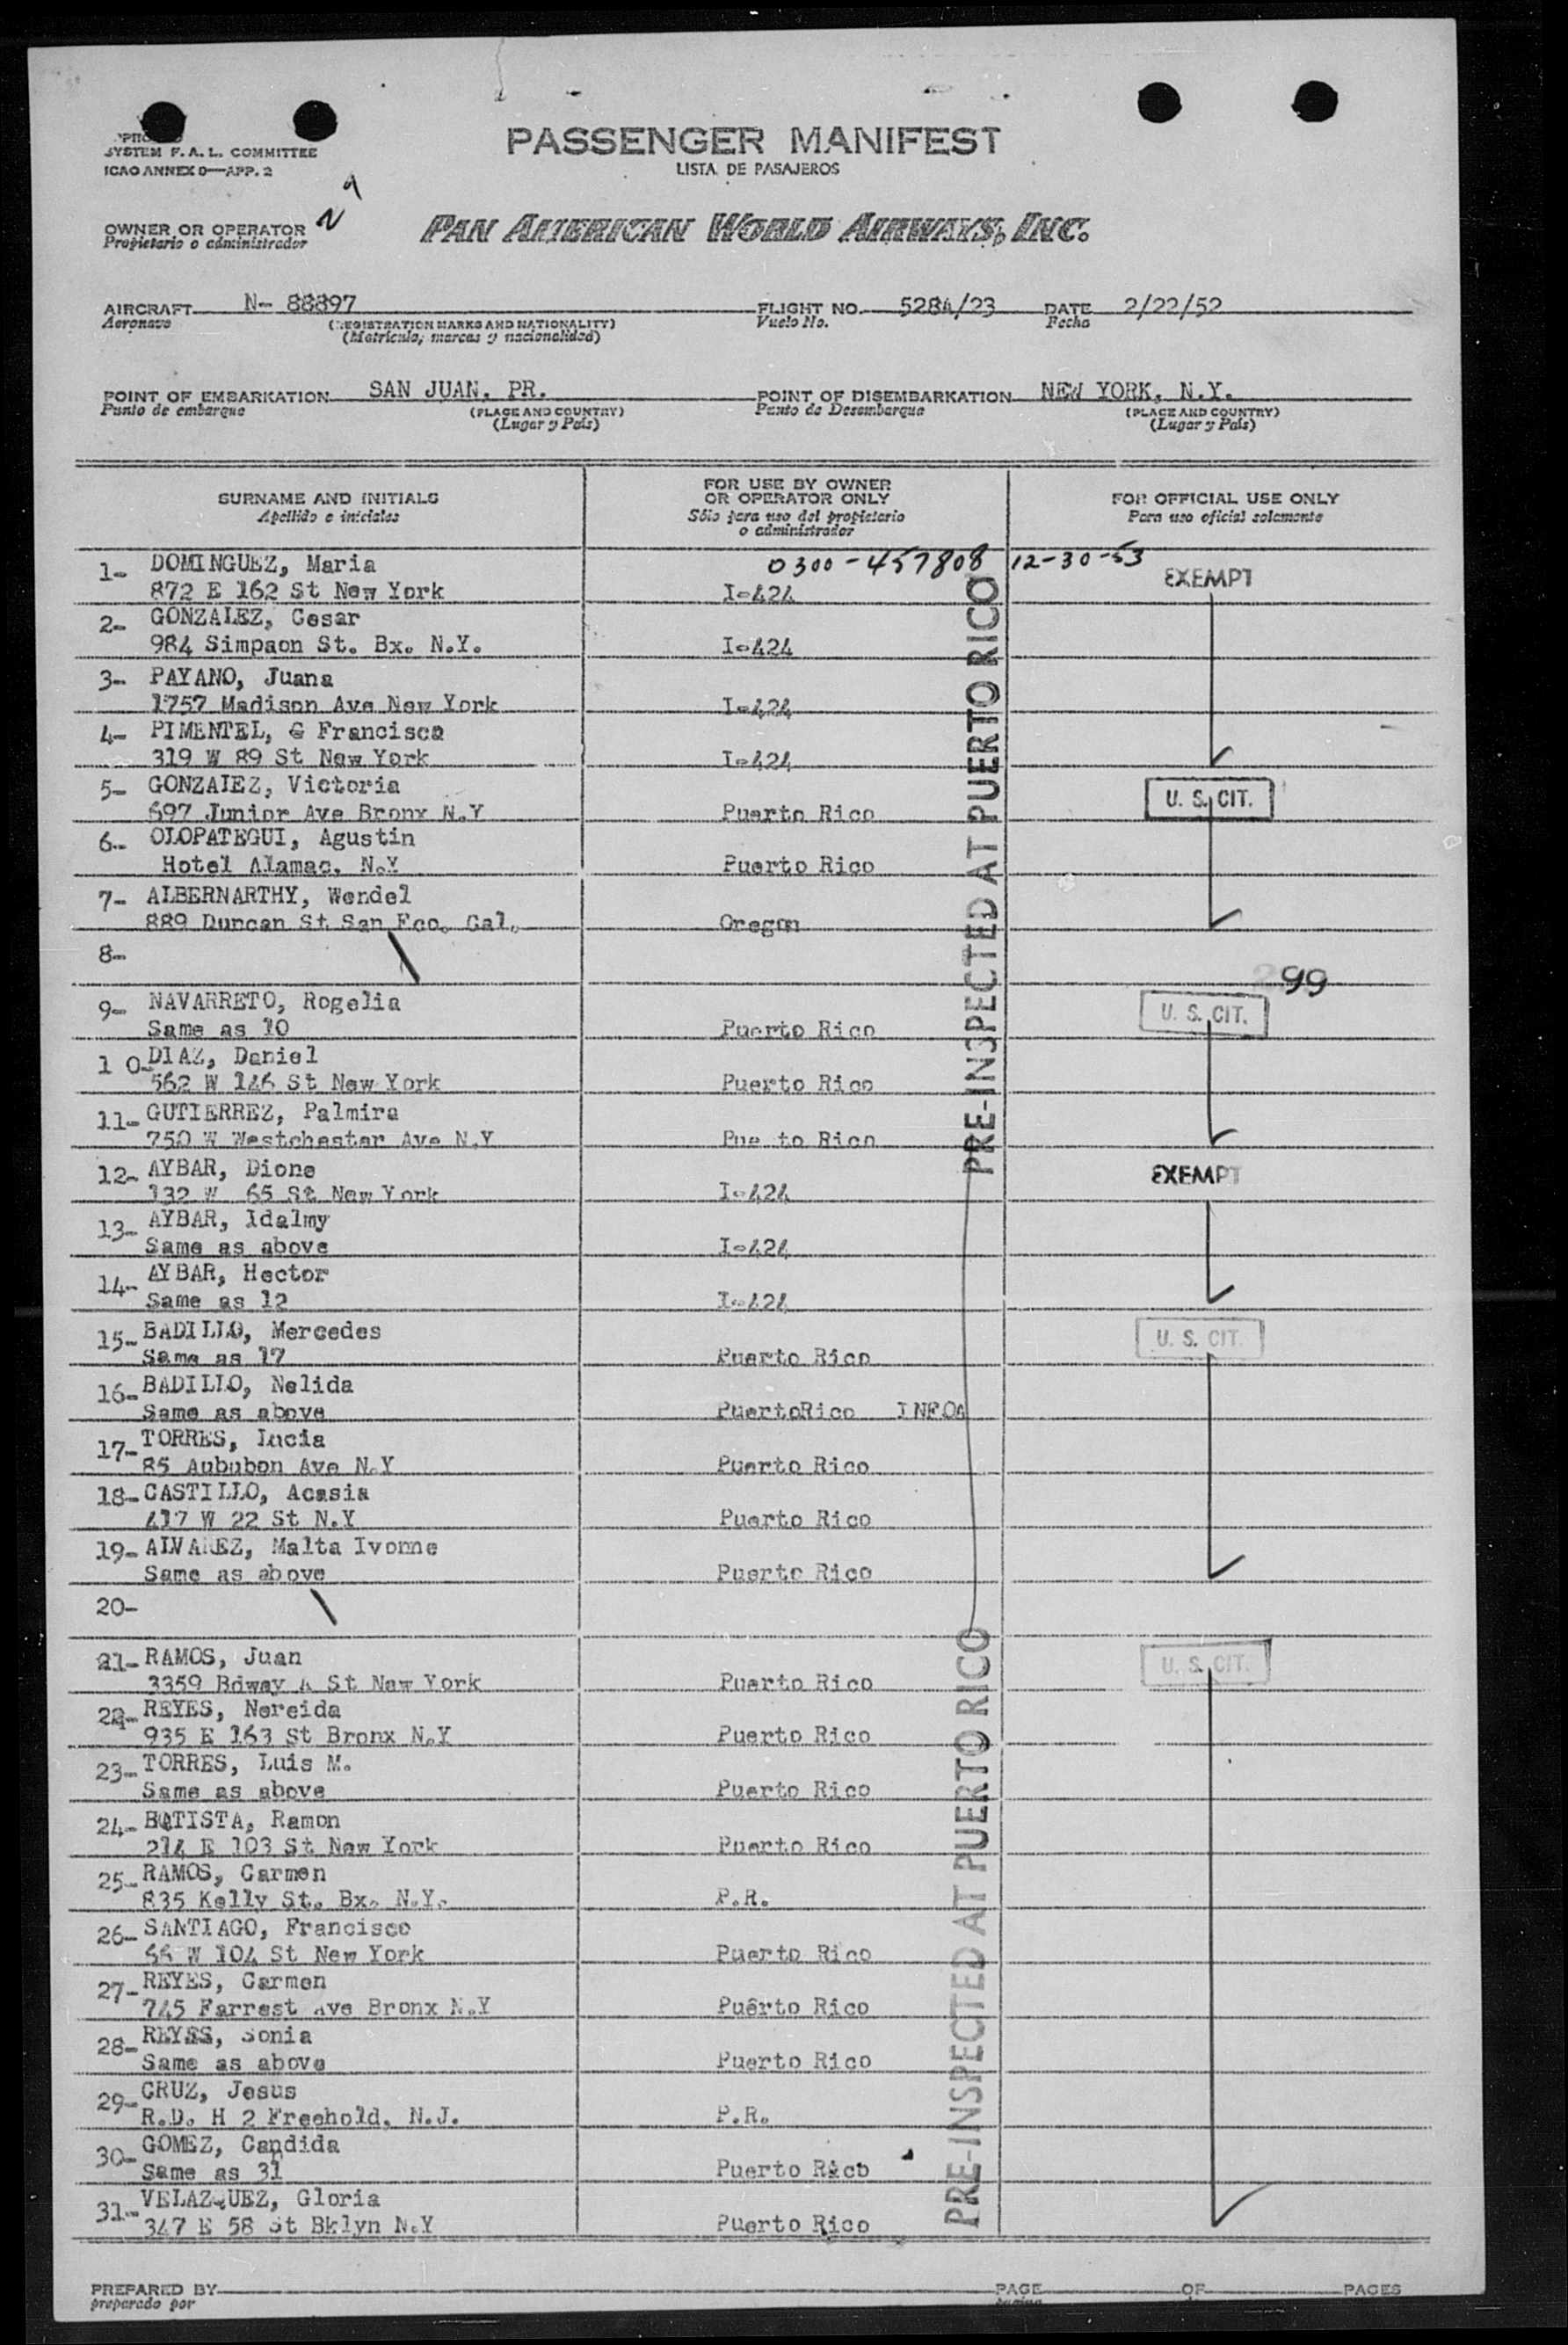 SYSTEM F.A.L. COMMITTEE
ICAO ANNEX 9—APP. 2
PASSENGER MANIFEST
LISTA DE PASAJEROS
OWNER OR OPERATOR
Propietario o administrador
PAN AMERICAN WORLD AIRWAYS, INC.
AIRCRAFT N- 88897 FLIGHT NO. 528A/23 DATE 2/22/52
Aeronave (REGISTRATION MARKS AND NATIONALITY) Vuelo No. Fecha
(Matricula, marcas y nacionalidad)
POINT OF EMBARKATION SAN JUAN, PR. POINT OF DISEMBARKATION NEW YORK, N.Y.
Punto de embarque (PLACE AND COUNTRY) Punto de Desembarque (PLACE AND COUNTRY)
(Lugar y País) (Lugar y País)
SURNAME AND INITIALS
Apellido e iniciales
FOR USE BY OWNER
OR OPERATOR ONLY
Sólo para uso del propietario
o administrador
FOR OFFICIAL USE ONLY
Para uso oficial solamente
1- DOMINGUEZ, Maria 0300-457808 12-30-53
872 E 162 St New York I-424 EXEMPT
2- GONZALEZ, Cesar
984 Simpson St. Bx. N.Y. I-424
3- PAYANO, Juana
1757 Madison Ave New York I-424
4- PIMENTEL, G Francisca
319 W 89 St New York I-424
5- GONZALEZ, Victoria U. S. CIT.
697 Junior Ave Bronx N.Y Puerto Rico
6- OLOPATEGUI, Agustin
Hotel Alamac, N.Y Puerto Rico
7- ALBERNARTHY, Wendel
889 Duncan St San Fco. Cal. Oregon
8-
99
9- NAVARRETO, Rogelia U. S. CIT.
Same as 10 Puerto Rico
1 0- DIAZ, Daniel
562 W 146 St New York Puerto Rico
11- GUTIERREZ, Palmira
750 W Westchester Ave N.Y Pue to Rico
12- AYBAR, Dione EXEMPT
132 W 65 St New York I-424
13- AYBAR, Idalmy
Same as above I-424
14- AYBAR, Hector
Same as 12 I-424
15- BADILLO, Mercedes U. S. CIT.
Same as 17 Puerto Rico
16- BADILLO, Nelida
Same as above PuertoRico
17- TORRES, Lucia
85 Aububon Ave N.Y Puerto Rico
18- CASTILLO, Acasia
417 W 22 St N.Y Puerto Rico
19- ALVAREZ, Malta Ivonne
Same as above Puerto Rico
20-
21- RAMOS, Juan U. S. CIT.
3359 Bdway A St New York Puerto Rico
22- REYES, Nereida
935 E 163 St Bronx N.Y Puerto Rico
23- TORRES, Luis M.
Same as above Puerto Rico
24- BATISTA, Ramon
214 E 103 St New York Puerto Rico
25- RAMOS, Carmen
835 Kelly St. Bx. N.Y. P.R.
26- SANTIAGO, Francisco
66 W 104 St New York Puerto Rico
27- REYES, Carmen
745 Farrest Ave Bronx N.Y Puerto Rico
28- REYES, Sonia
Same as above Puerto Rico
29- CRUZ, Jesus
R.D. H 2 Freehold, N.J. P.R.
30- GOMEZ, Candida
Same as 31 Puerto Rico
31- VELAZQUEZ, Gloria
347 E 58 St Bklyn N.Y Puerto Rico
PRE-INSPECTED AT PUERTO RICO
PRE-INSPECTED AT PUERTO RICO
PREPARED BY PAGE OF PAGES
preparado por